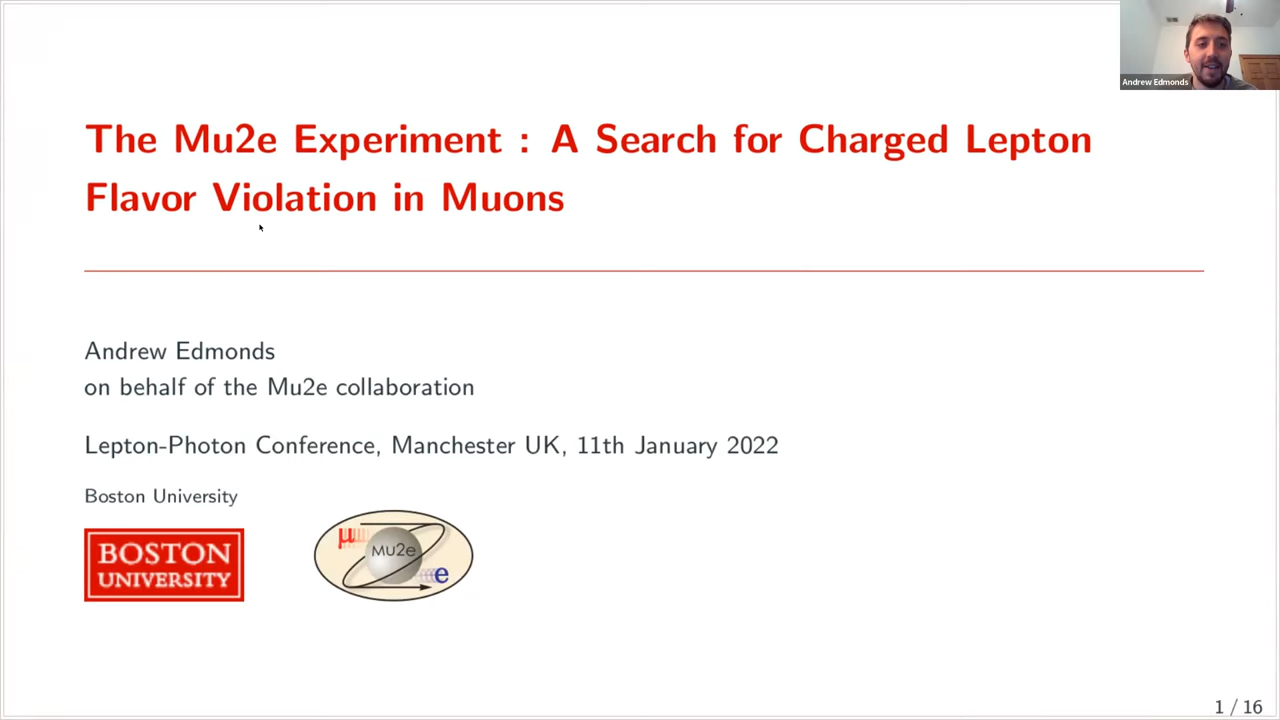 Andrew Edmonds
The Mu2e Experiment : A Search for Charged Lepton
Flavor Violation in Muons
Andrew Edmonds
on behalf of the Mu2e collaboration
Lepton-Photon Conference, Manchester UK, 11th January 2022
Boston University
BOSTON
UNIVERSITY
μ
Mu2e
e
1 / 16